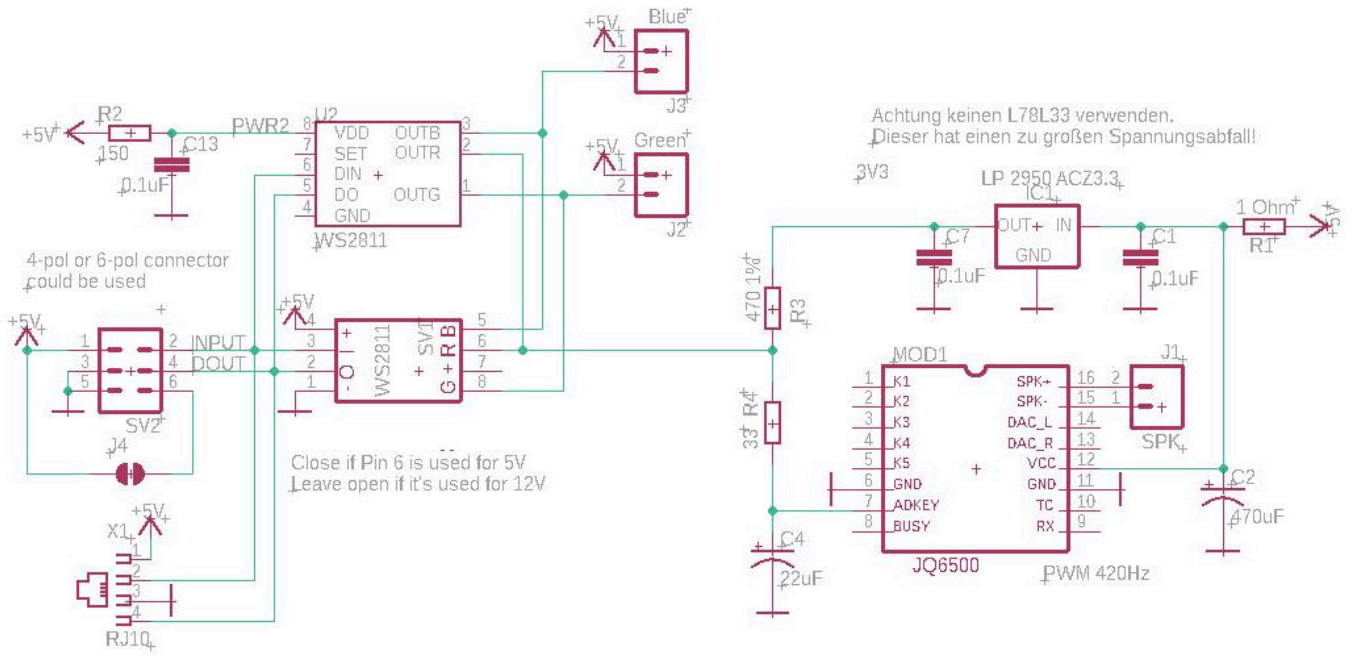 Blue
+5V
1
2
J3
Green
+5V
1
2
J2
R2
+5V
150
C13
0.1uF
PWR2
U2
8 VDD OUTB 3
7 SET OUTR 2
6 DIN
5 DO OUTG 1
4 GND
WS2811
Achtung keinen L78L33 verwenden.
Dieser hat einen zu großen Spannungsabfall!
3V3
LP 2950 ACZ3.3
IC1
OUT IN
GND
C7
0.1uF
C1
0.1uF
1 Ohm
R1
+5V
4-pol or 6-pol connector
could be used
+5V
1 2 INPUT
3 4 DOUT
5 6
SV2
J4
+5V
4 +
3 I
2 O
1 -
WS2811
SV1
B 5
R 6
7
G 8
Close if Pin 6 is used for 5V
Leave open if it's used for 12V
470 1%
R3
33
R4
C4
22uF
MOD1
1 K1 SPK+ 16
2 K2 SPK- 15
3 K3 DAC_L 14
4 K4 DAC_R 13
5 K5 VCC 12
6 GND GND 11
7 ADKEY TC 10
8 BUSY RX 9
JQ6500
PWM 420Hz
J1
2
1
SPK
C2
470uF
+5V
X1
1
2
3
4
RJ10